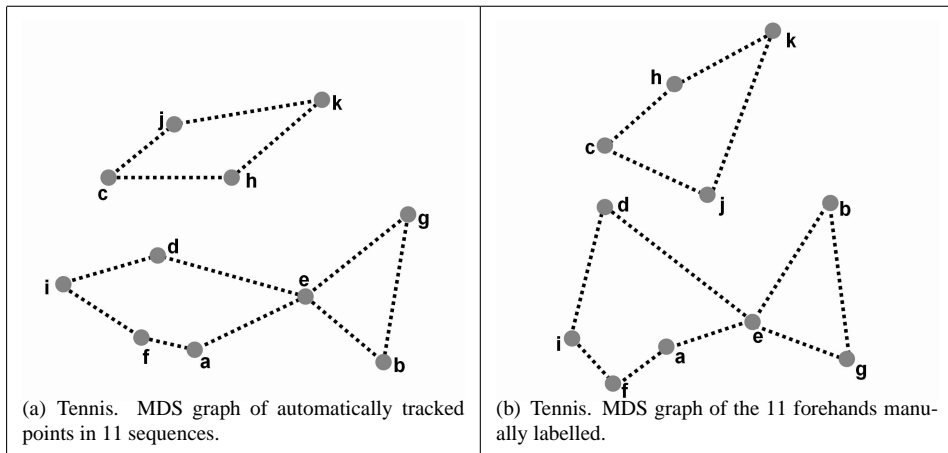 k
j
c
h
g
d
i
e
f
a
b
(a) Tennis. MDS graph of automatically tracked
points in 11 sequences.
k
h
c
j
d
b
i
a
e
f
g
(b) Tennis. MDS graph of the 11 forehands manu-
ally labelled.